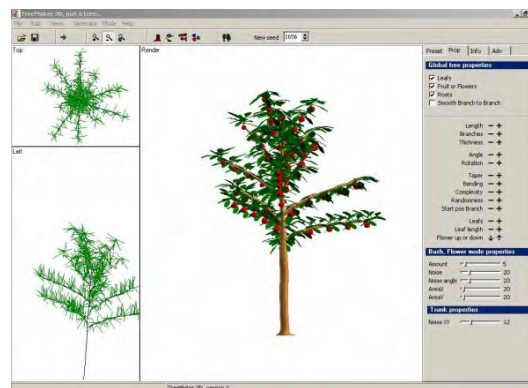 TreeMaker 3D, just a tree...
File Edit Views Generate Mode Help
New seed 1656
Top
Render
Left
Preset Prop Info Adv
Global tree properties
Leafs
Fruit or Flowers
Roots
Smooth Branch to Branch
Length
Branches
Thickness
Angle
Rotation
Taper
Bending
Complexity
Randomness
Start pos Branch
Leafs
Leaf length
Flower up or down
Bush, Flower mode properties
Amount 5
Noise 20
Noise angle 20
AreaX 20
AreaY 20
Trunk properties
Noise XY 12
TreeMaker 3D, version 2